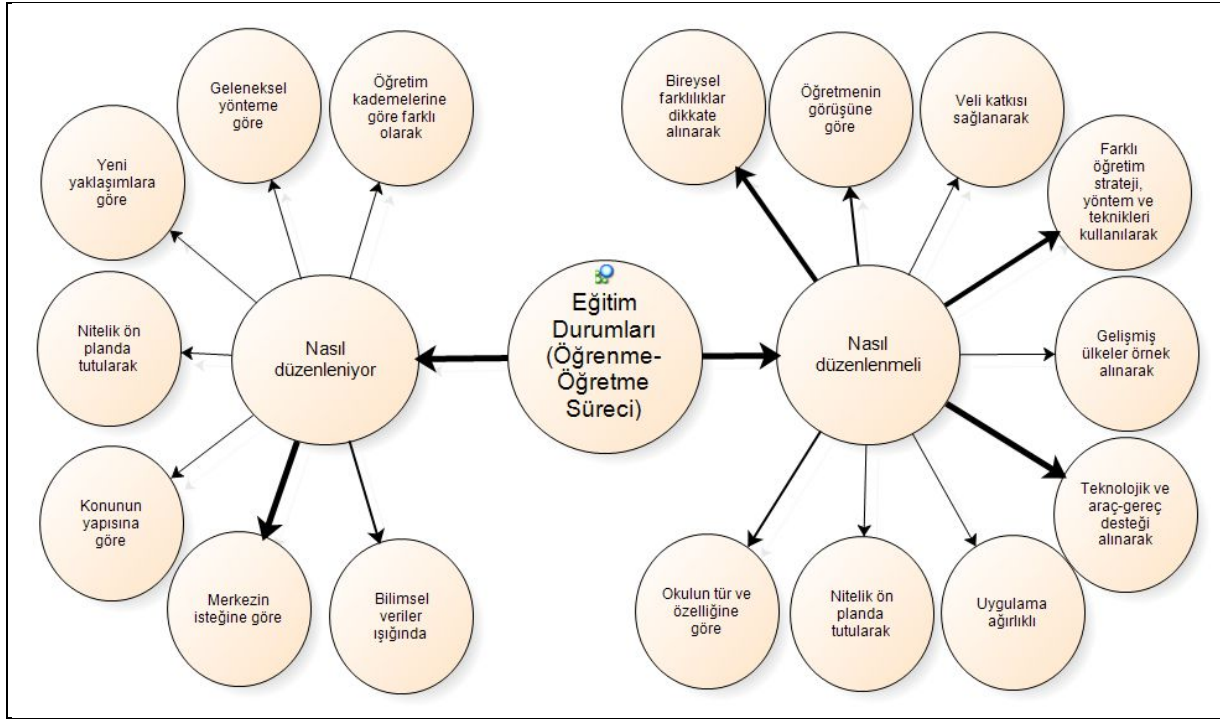 Geleneksel
yönteme
göre
Öğretim
kademelerine
göre farklı
olarak
Yeni
yaklaşımlara
göre
Nitelik ön
planda
tutularak
Nasıl
düzenleniyor
Konunun
yapısına
göre
Merkezin
isteğine göre
Bilimsel
veriler
ışığında
Eğitim
Durumları
(Öğrenme-
Öğretme
Süreci)
Bireysel
farklılıklar
dikkate
alınarak
Öğretmenin
görüşüne
göre
Veli katkısı
sağlanarak
Farklı
öğretim
strateji,
yöntem ve
teknikleri
kullanılarak
Nasıl
düzenlenmeli
Gelişmiş
ülkeler örnek
alınarak
Teknolojik ve
araç-gereç
desteği
alınarak
Okulun tür ve
özelliğine
göre
Nitelik ön
planda
tutularak
Uygulama
ağırlıklı